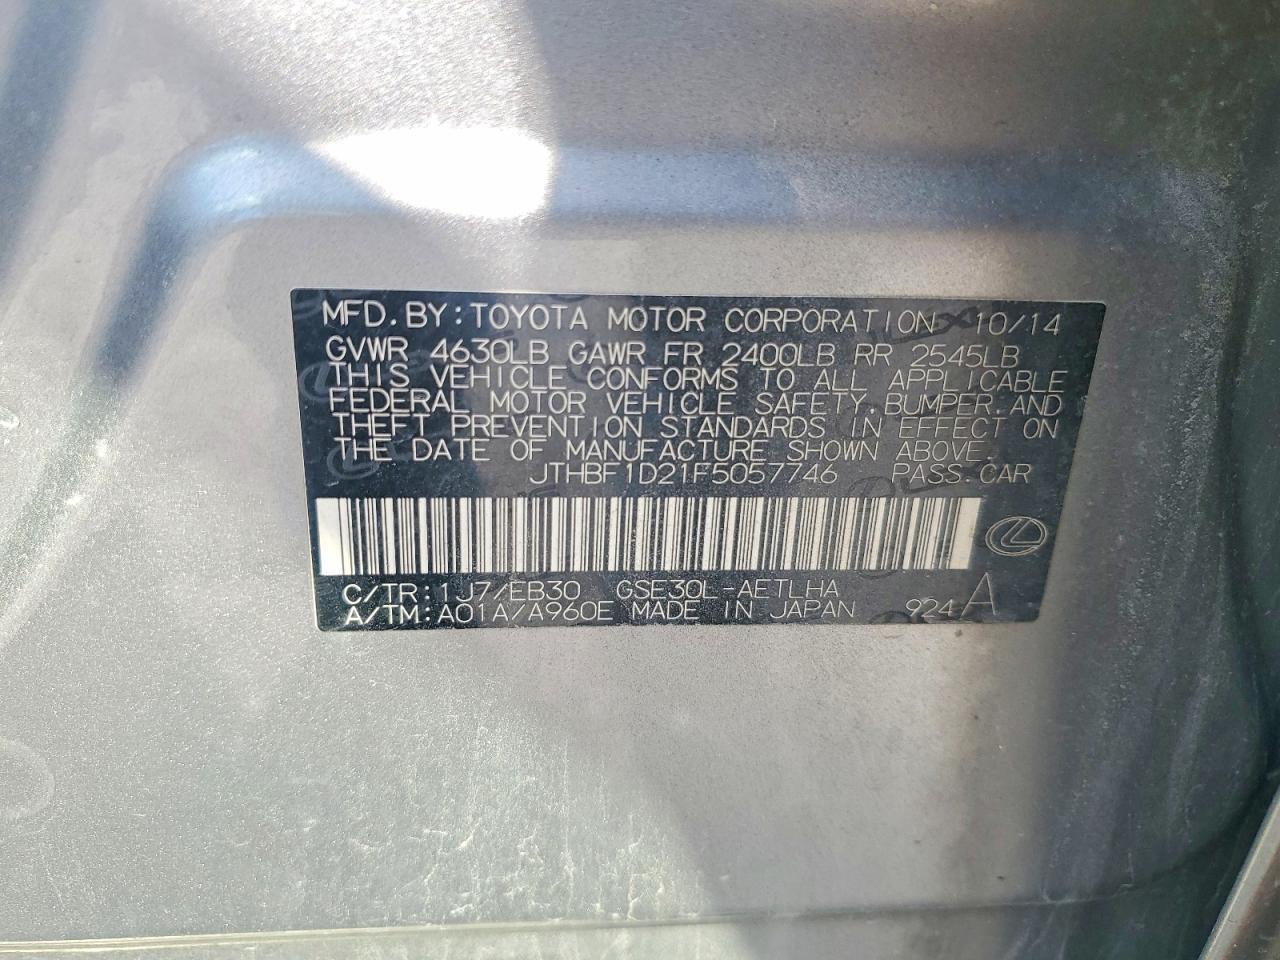 MFD. BY: TOYOTA MOTOR CORPORATION 10/14
GVWR 4630LB GAWR FR 2400LB RR 2545LB
THIS VEHICLE CONFORMS TO ALL APPLICABLE
FEDERAL MOTOR VEHICLE SAFETY, BUMPER, AND
THEFT PREVENTION STANDARDS IN EFFECT ON
THE DATE OF MANUFACTURE SHOWN ABOVE.
JTHBF1D21F5057746 PASS.CAR
C/TR: 1J7/EB30 GSE30L-AETLHA
A/TM: A01A/A960E MADE IN JAPAN 924 A